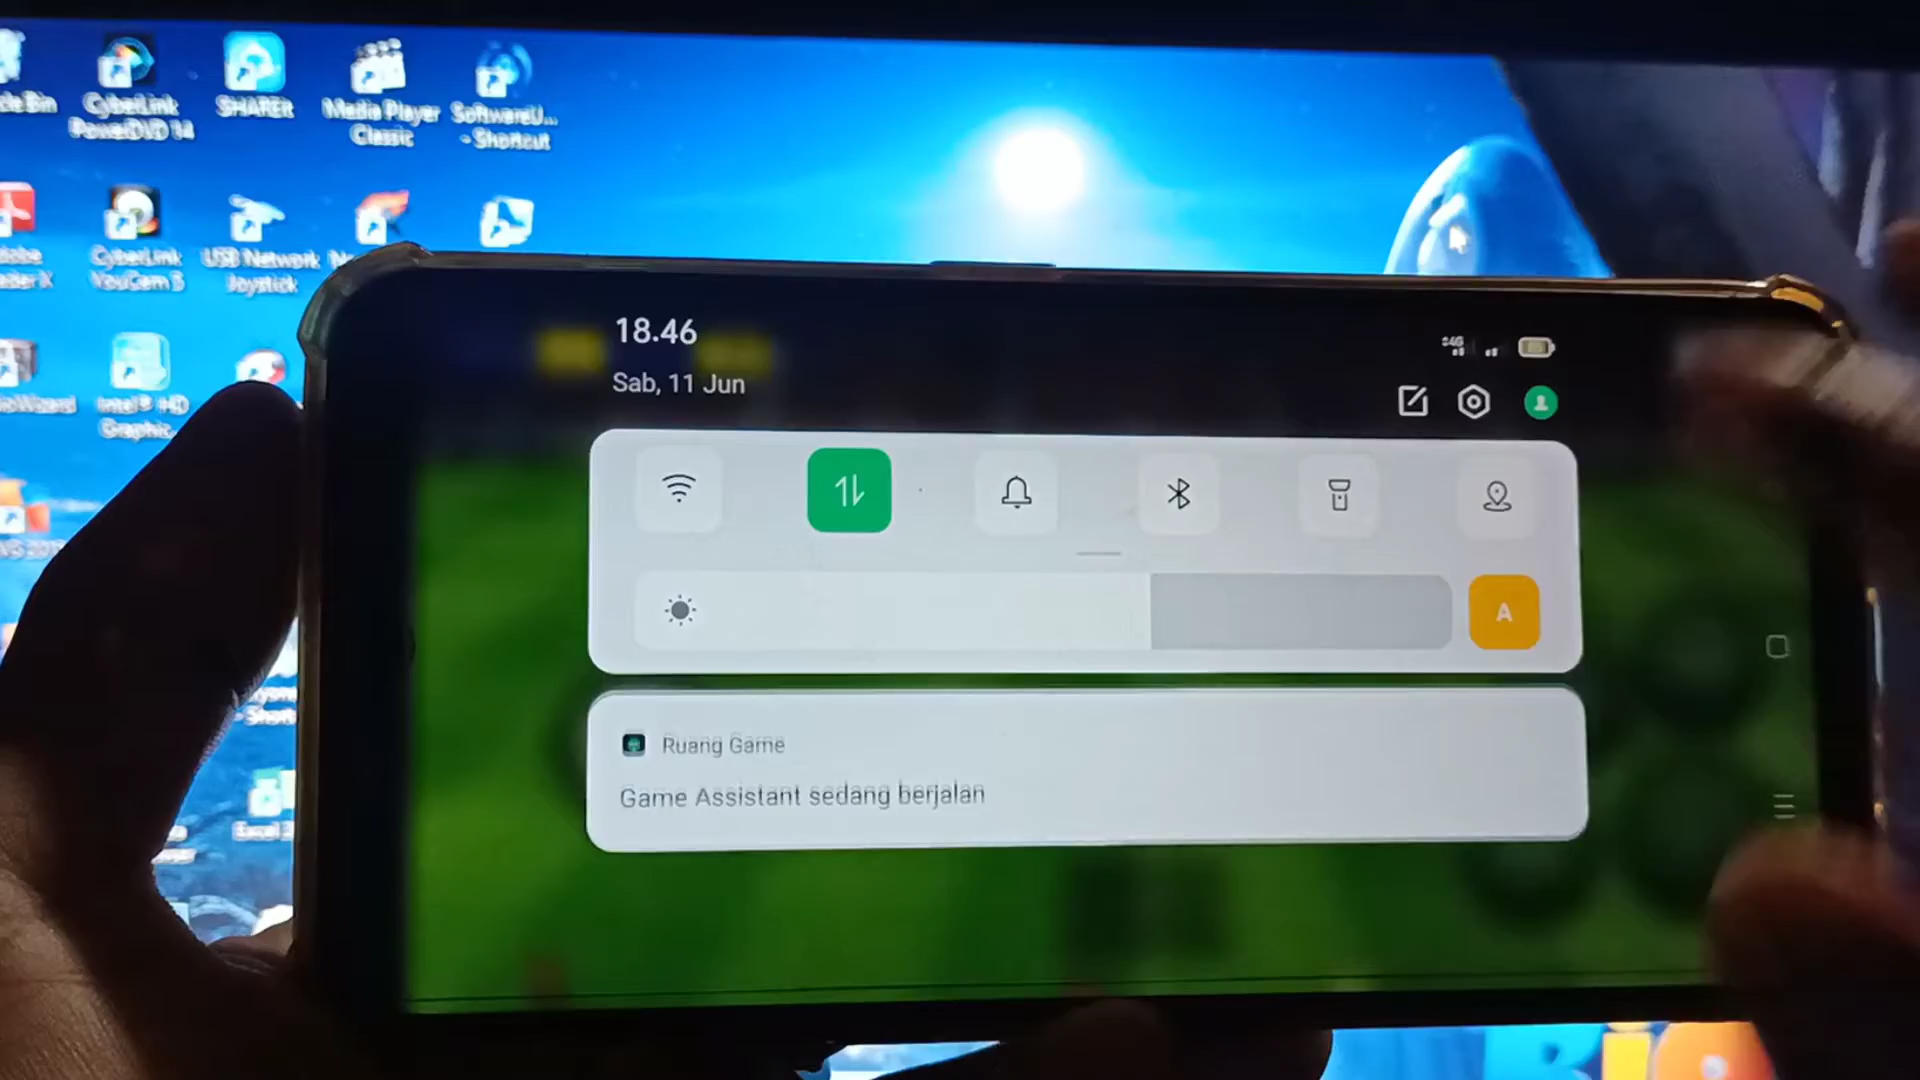 CyberLink
PowerDVD 14
SHAREit
Media Player
Classic
SoftwareU...
- Shortcut
CyberLink
YouCam 5
USB Network
Joystick
Intel® HD
Graphic...
18.46
Sab, 11 Jun
4G
A
Ruang Game
Game Assistant sedang berjalan